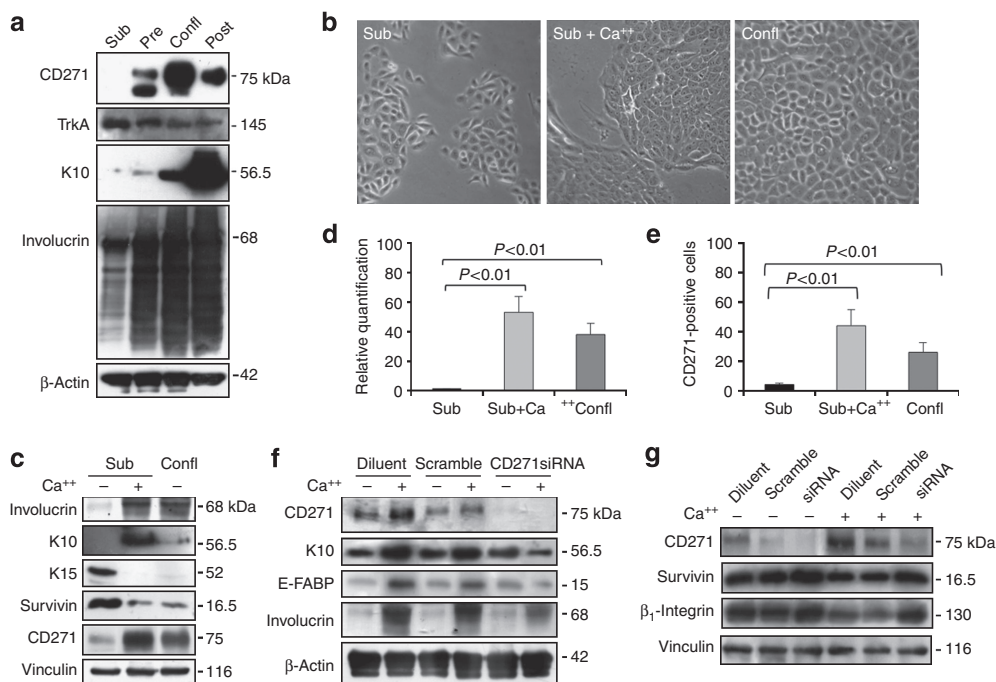 a
Sub Pre Confl Post
CD271
75 kDa
TrkA
145
K10
56.5
Involucrin
68
β-Actin
42
b
Sub
Sub + Ca++
Confl
d
Relative quantification
100
80
60
40
20
0
P<0.01
P<0.01
Sub
Sub+Ca
++Confl
e
CD271-positive cells
100
80
60
40
20
0
P<0.01
P<0.01
Sub
Sub+Ca++
Confl
c
Sub Confl
Ca++ – + –
Involucrin
68 kDa
K10
56.5
K15
52
Survivin
16.5
CD271
75
Vinculin
116
f
Diluent Scramble CD271siRNA
Ca++ – + – + – +
CD271
75 kDa
K10
56.5
E-FABP
15
Involucrin
68
β-Actin
42
g
Diluent Scramble siRNA Diluent Scramble siRNA
Ca++ – – – + + +
CD271
75 kDa
Survivin
16.5
β1-Integrin
130
Vinculin
116